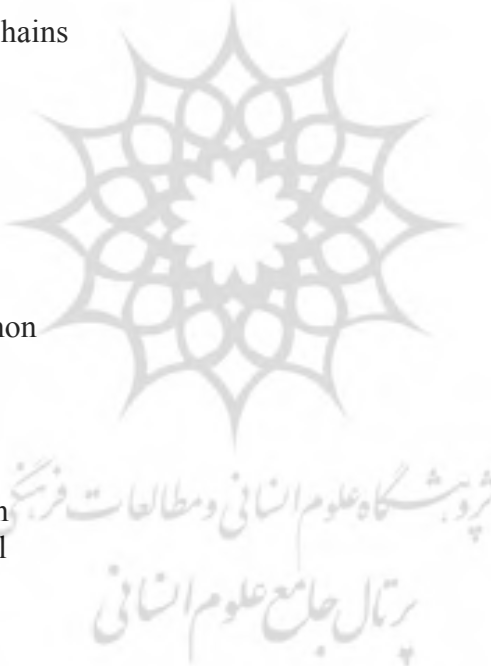 hains
non
n
پژوهشگاه علوم انسانی و مطالعات فرهنگی
l
پرتال جامع علوم انسانی